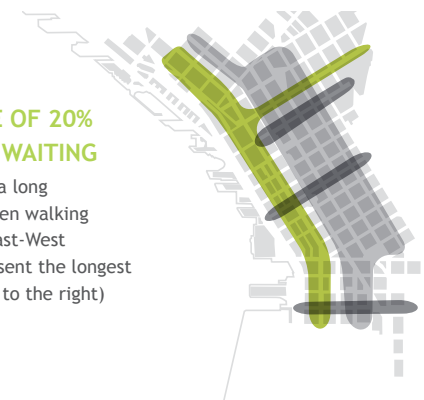 OF 20%
WAITING
a long
en walking
ast-West
sent the longest
to the right)